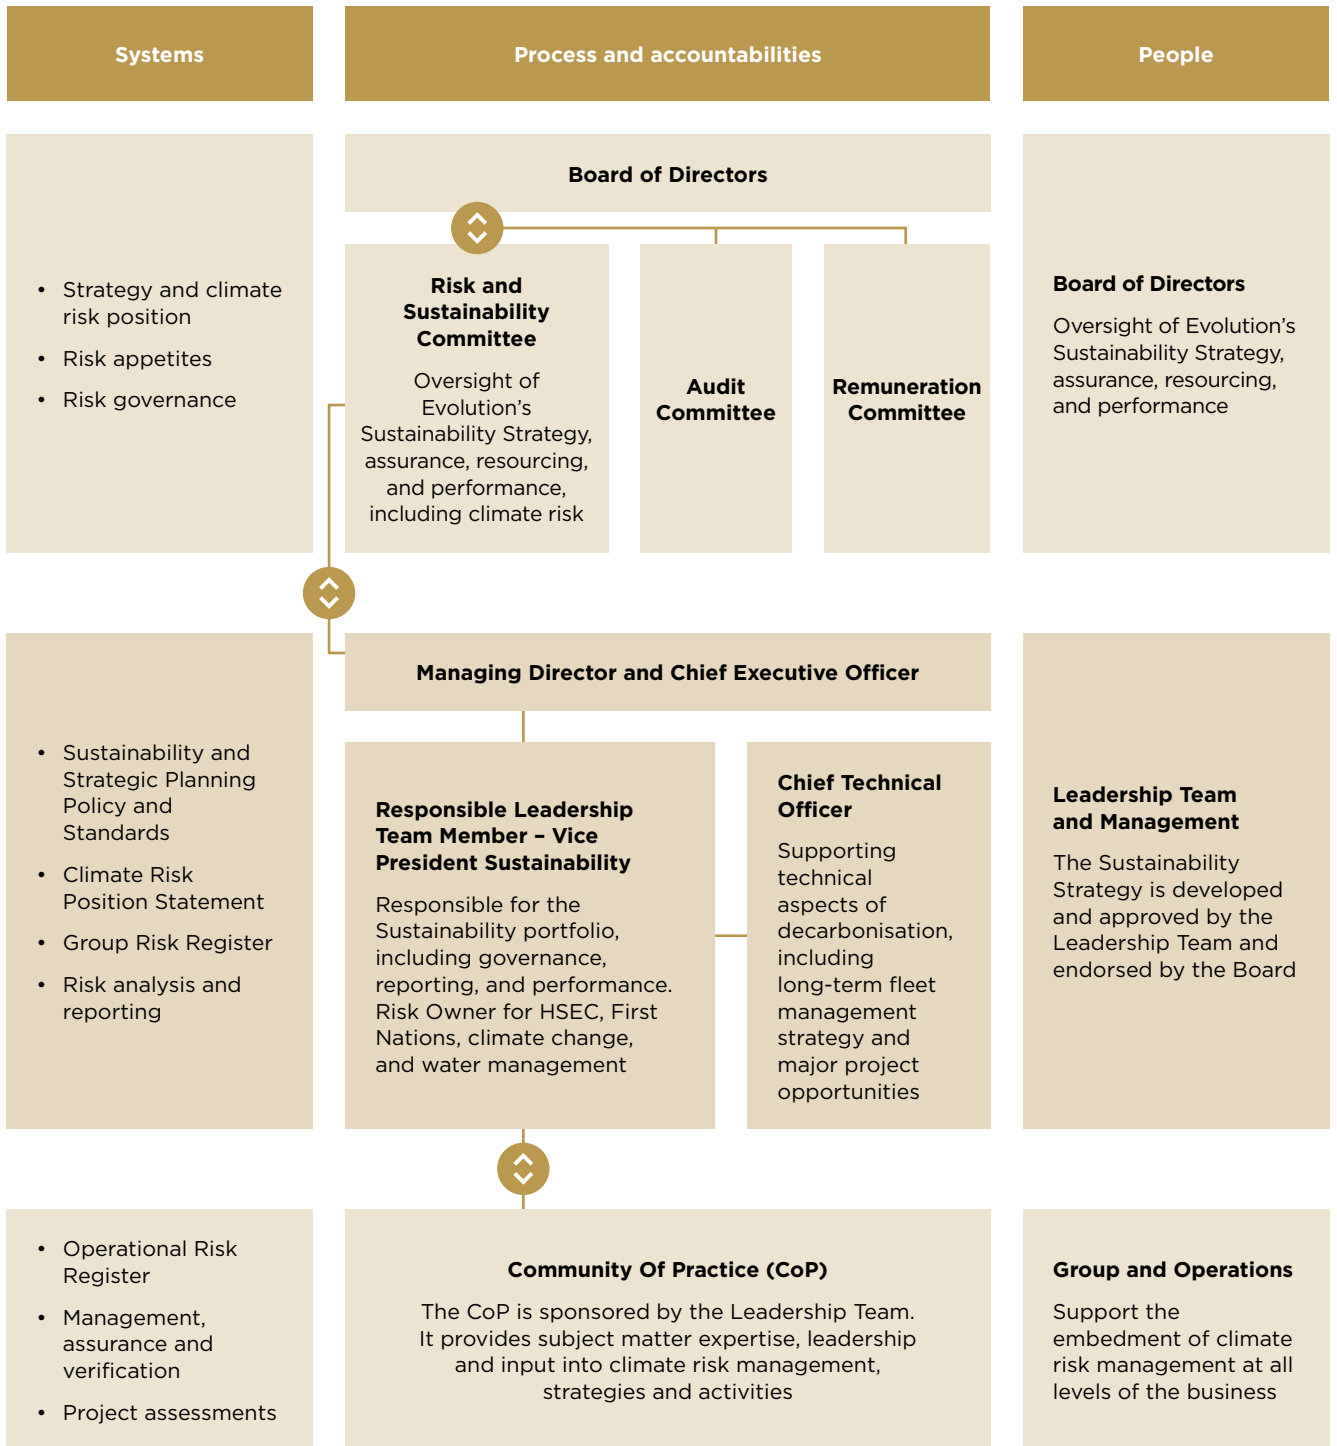 Systems
Process and accountabilities
People
• Strategy and climate
risk position
• Risk appetites
• Risk governance
Board of Directors
Risk and
Sustainability
Committee
Oversight of
Evolution’s
Sustainability Strategy,
assurance, resourcing,
and performance,
including climate risk
Audit
Committee
Remuneration
Committee
Board of Directors
Oversight of Evolution’s
Sustainability Strategy,
assurance, resourcing,
and performance
• Sustainability and
Strategic Planning
Policy and
Standards
• Climate Risk
Position Statement
• Group Risk Register
• Risk analysis and
reporting
Managing Director and Chief Executive Officer
Responsible Leadership
Team Member – Vice
President Sustainability
Responsible for the
Sustainability portfolio,
including governance,
reporting, and performance.
Risk Owner for HSEC, First
Nations, climate change,
and water management
Chief Technical
Officer
Supporting
technical
aspects of
decarbonisation,
including
long-term fleet
management
strategy and
major project
opportunities
Leadership Team
and Management
The Sustainability
Strategy is developed
and approved by the
Leadership Team and
endorsed by the Board
• Operational Risk
Register
• Management,
assurance and
verification
• Project assessments
Community Of Practice (CoP)
The CoP is sponsored by the Leadership Team.
It provides subject matter expertise, leadership
and input into climate risk management,
strategies and activities
Group and Operations
Support the
embedment of climate
risk management at all
levels of the business